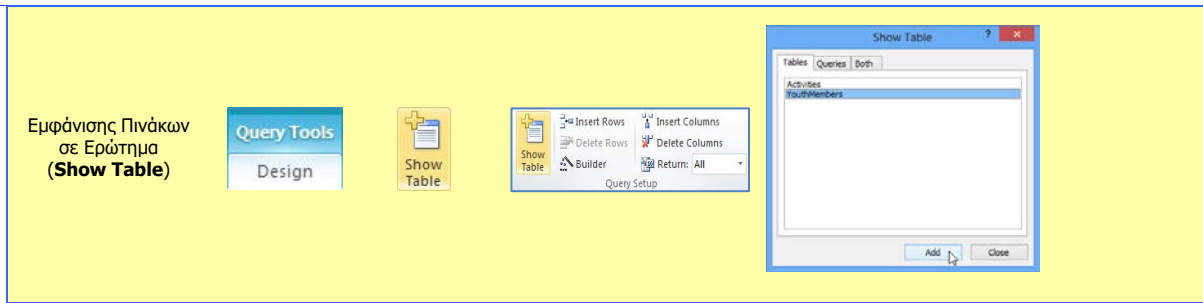 Εμφάνισης Πινάκων
σε Ερώτημα
(Show Table)
Query Tools
Design
Show
Table
Show
Table
Insert Rows
Delete Rows
Builder
Insert Columns
Delete Columns
Return: All
Query Setup
Show Table
?
×
Tables
Queries
Both
Activities
YouthMembers
Add
Close